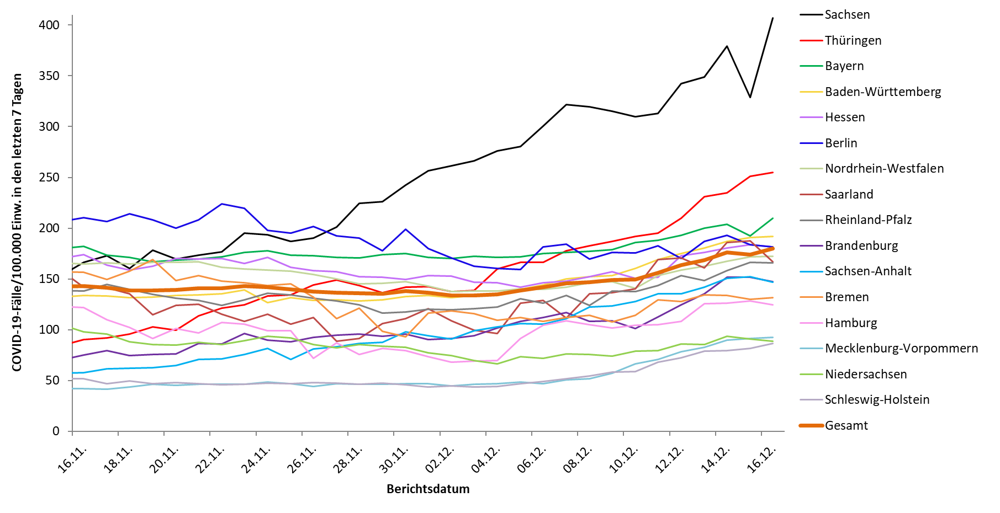 COVID-19-Fälle/100.000 Einw. in den letzten 7 Tagen
400
350
300
250
200
150
100
50
0
16.11.
18.11.
20.11.
22.11.
24.11.
26.11.
28.11.
30.11.
02.12.
04.12.
06.12.
08.12.
10.12.
12.12.
14.12.
16.12.
Berichtsdatum
Sachsen
Thüringen
Bayern
Baden-Württemberg
Hessen
Berlin
Nordrhein-Westfalen
Saarland
Rheinland-Pfalz
Brandenburg
Sachsen-Anhalt
Bremen
Hamburg
Mecklenburg-Vorpommern
Niedersachsen
Schleswig-Holstein
Gesamt